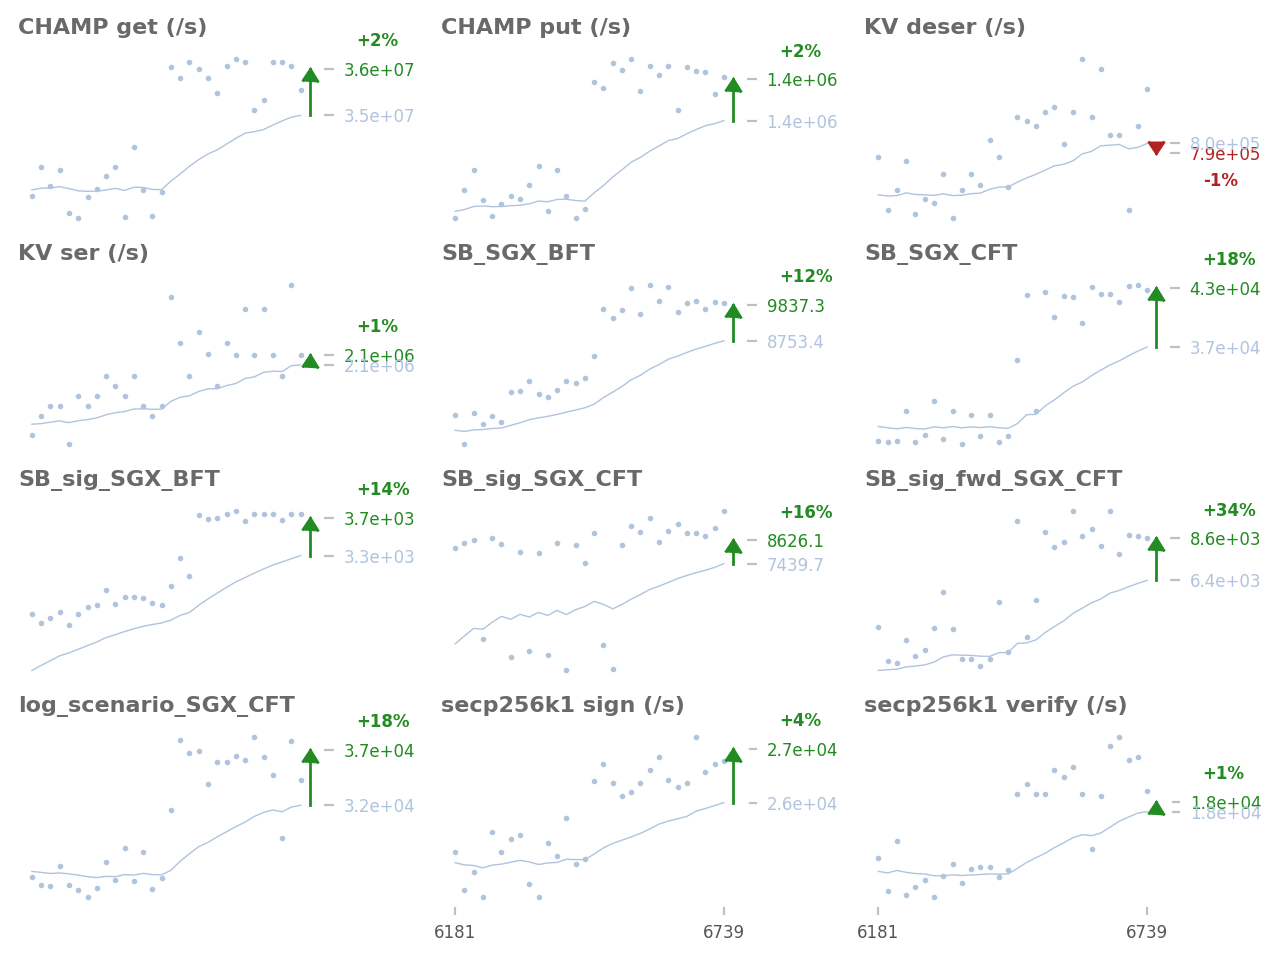 CHAMP get (/s)
+2%
3.6e+07
3.5e+07
CHAMP put (/s)
+2%
1.4e+06
1.4e+06
KV deser (/s)
8.0e+05
7.9e+05
-1%
KV ser (/s)
+1%
2.1e+06
2.1e+06
SB_SGX_BFT
+12%
9837.3
8753.4
SB_SGX_CFT
+18%
4.3e+04
3.7e+04
SB_sig_SGX_BFT
+14%
3.7e+03
3.3e+03
SB_sig_SGX_CFT
+16%
8626.1
7439.7
SB_sig_fwd_SGX_CFT
+34%
8.6e+03
6.4e+03
log_scenario_SGX_CFT
+18%
3.7e+04
3.2e+04
secp256k1 sign (/s)
+4%
2.7e+04
2.6e+04
secp256k1 verify (/s)
+1%
1.8e+04
1.8e+04
6181
6739
6181
6739